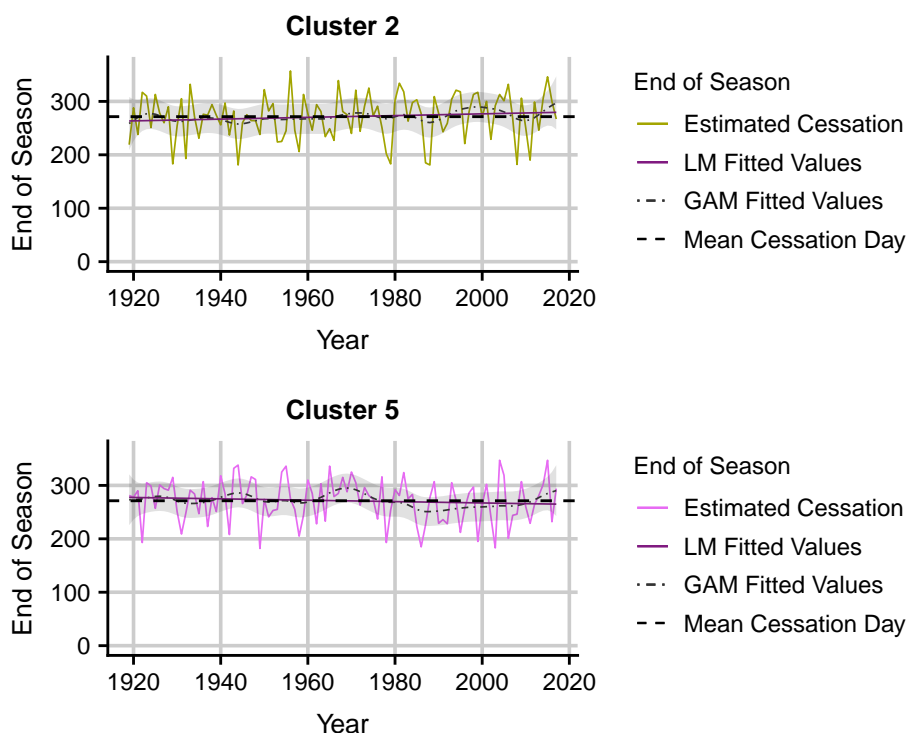 Cluster 2
End of Season
300
200
100
0
1920 1940 1960 1980 2000 2020
Year
End of Season
Estimated Cessation
LM Fitted Values
GAM Fitted Values
Mean Cessation Day
Cluster 5
End of Season
300
200
100
0
1920 1940 1960 1980 2000 2020
Year
End of Season
Estimated Cessation
LM Fitted Values
GAM Fitted Values
Mean Cessation Day